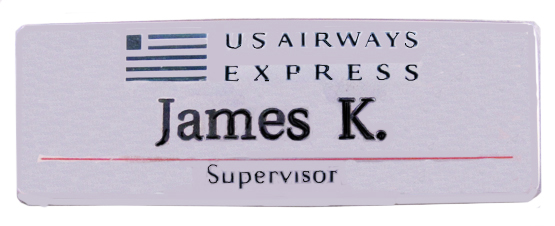 US AIRWAYS
EXPRESS
James K.
Supervisor